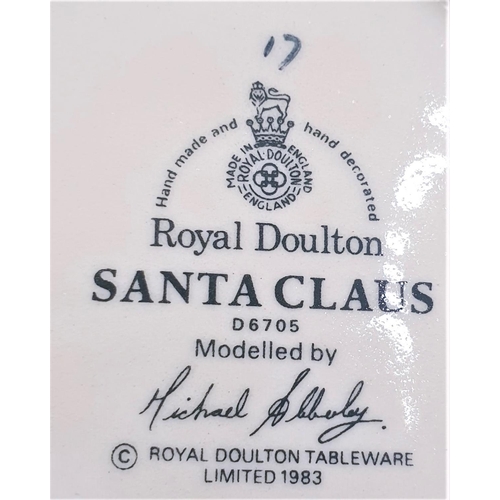 17
Hand made and hand decorated
MADE IN ENGLAND
ROYAL DOULTON
ENGLAND
Royal Doulton
SANTA CLAUS
D6705
Modelled by
Michael Abberley.
© ROYAL DOULTON TABLEWARE
LIMITED 1983